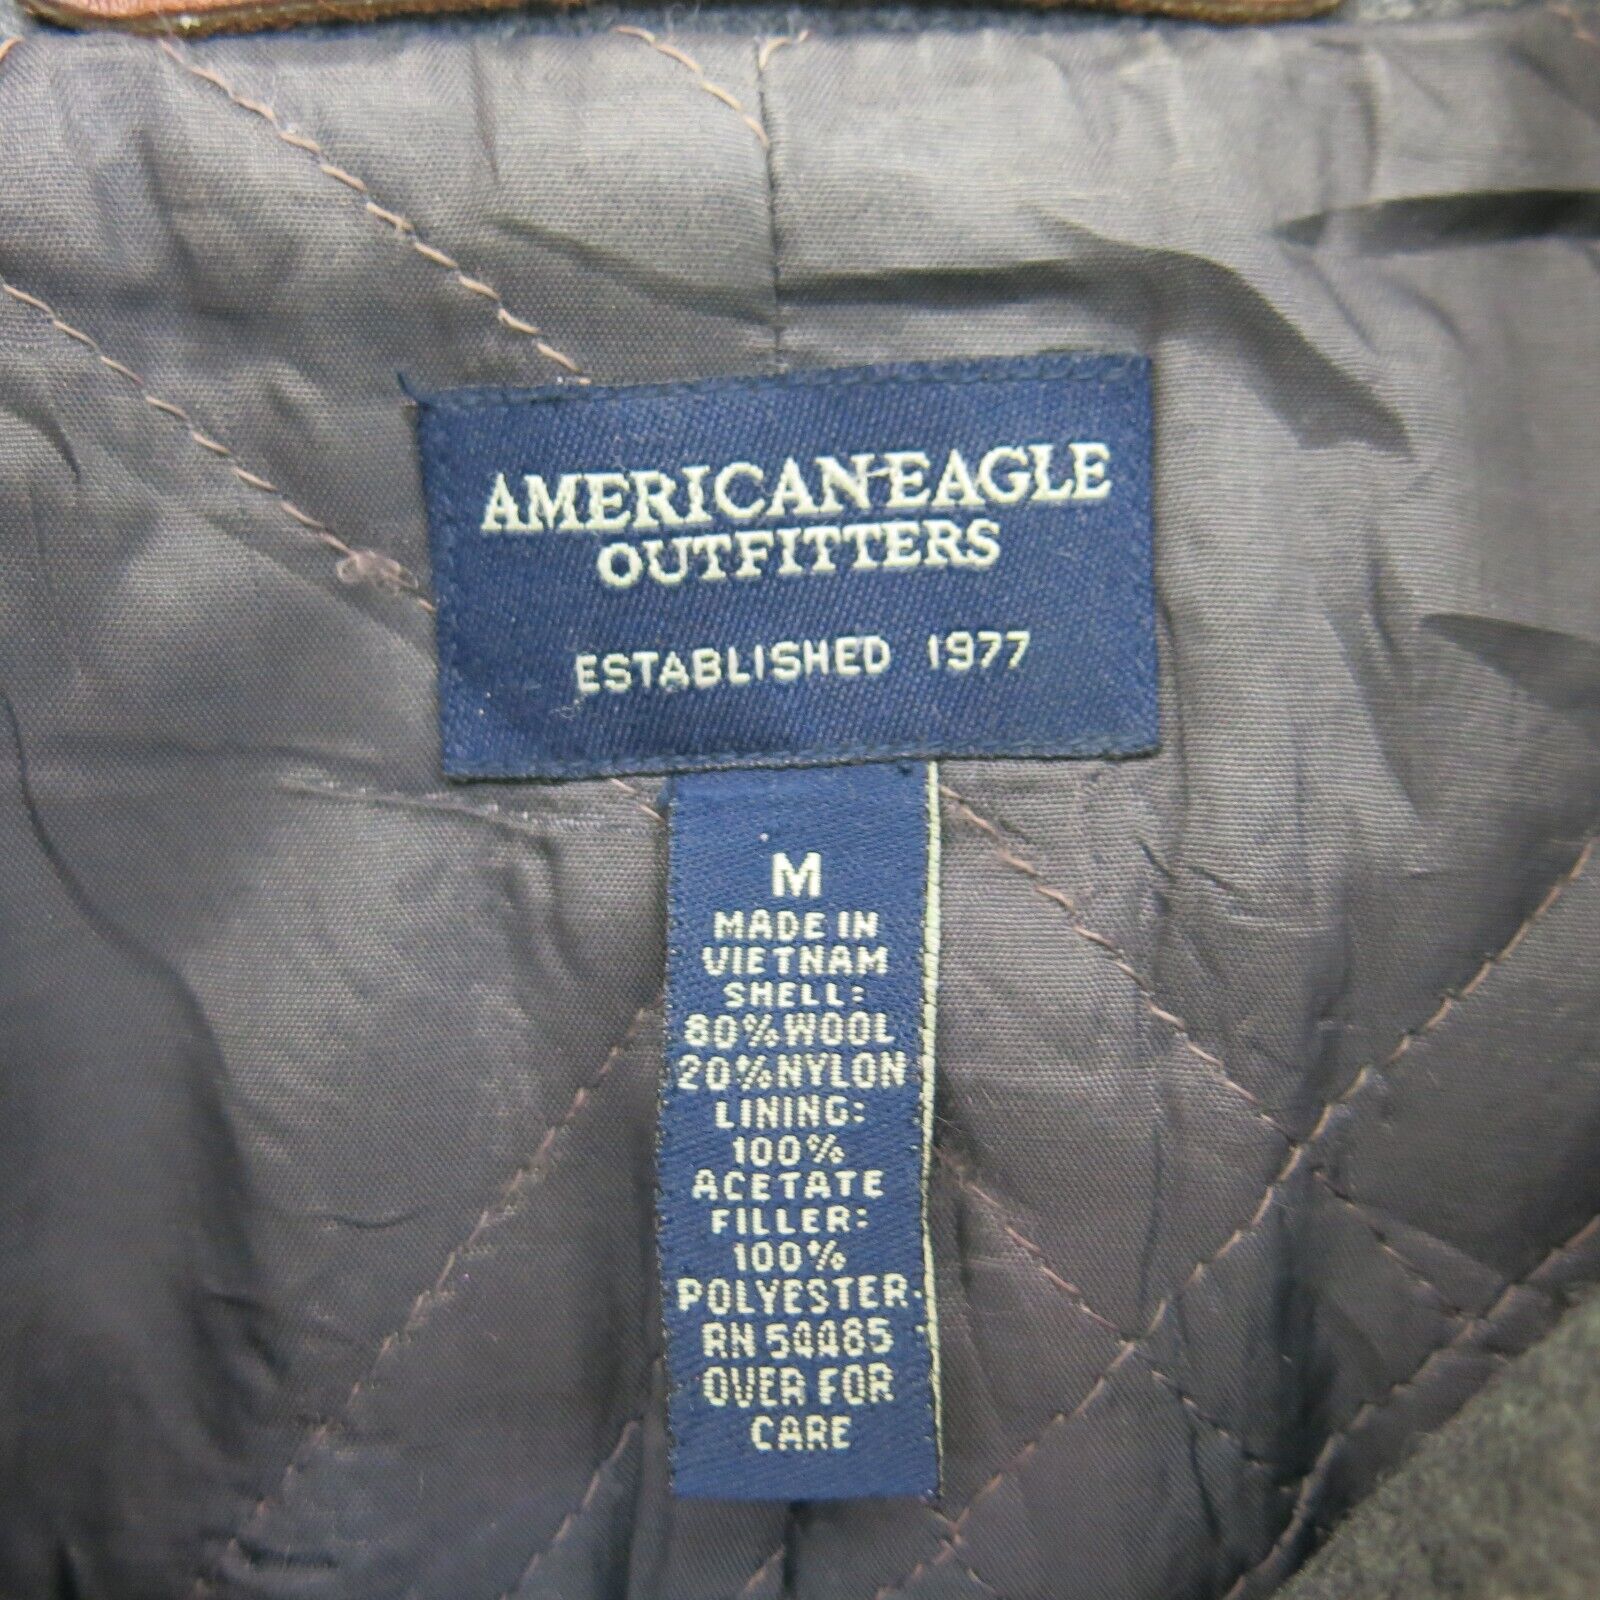 AMERICAN EAGLE
OUTFITTERS
ESTABLISHED 1977
M
MADE IN
VIETNAM
SHELL:
80% WOOL
20% NYLON
LINING:
100%
ACETATE
FILLER:
100%
POLYESTER
RN 54485
OVER FOR
CARE